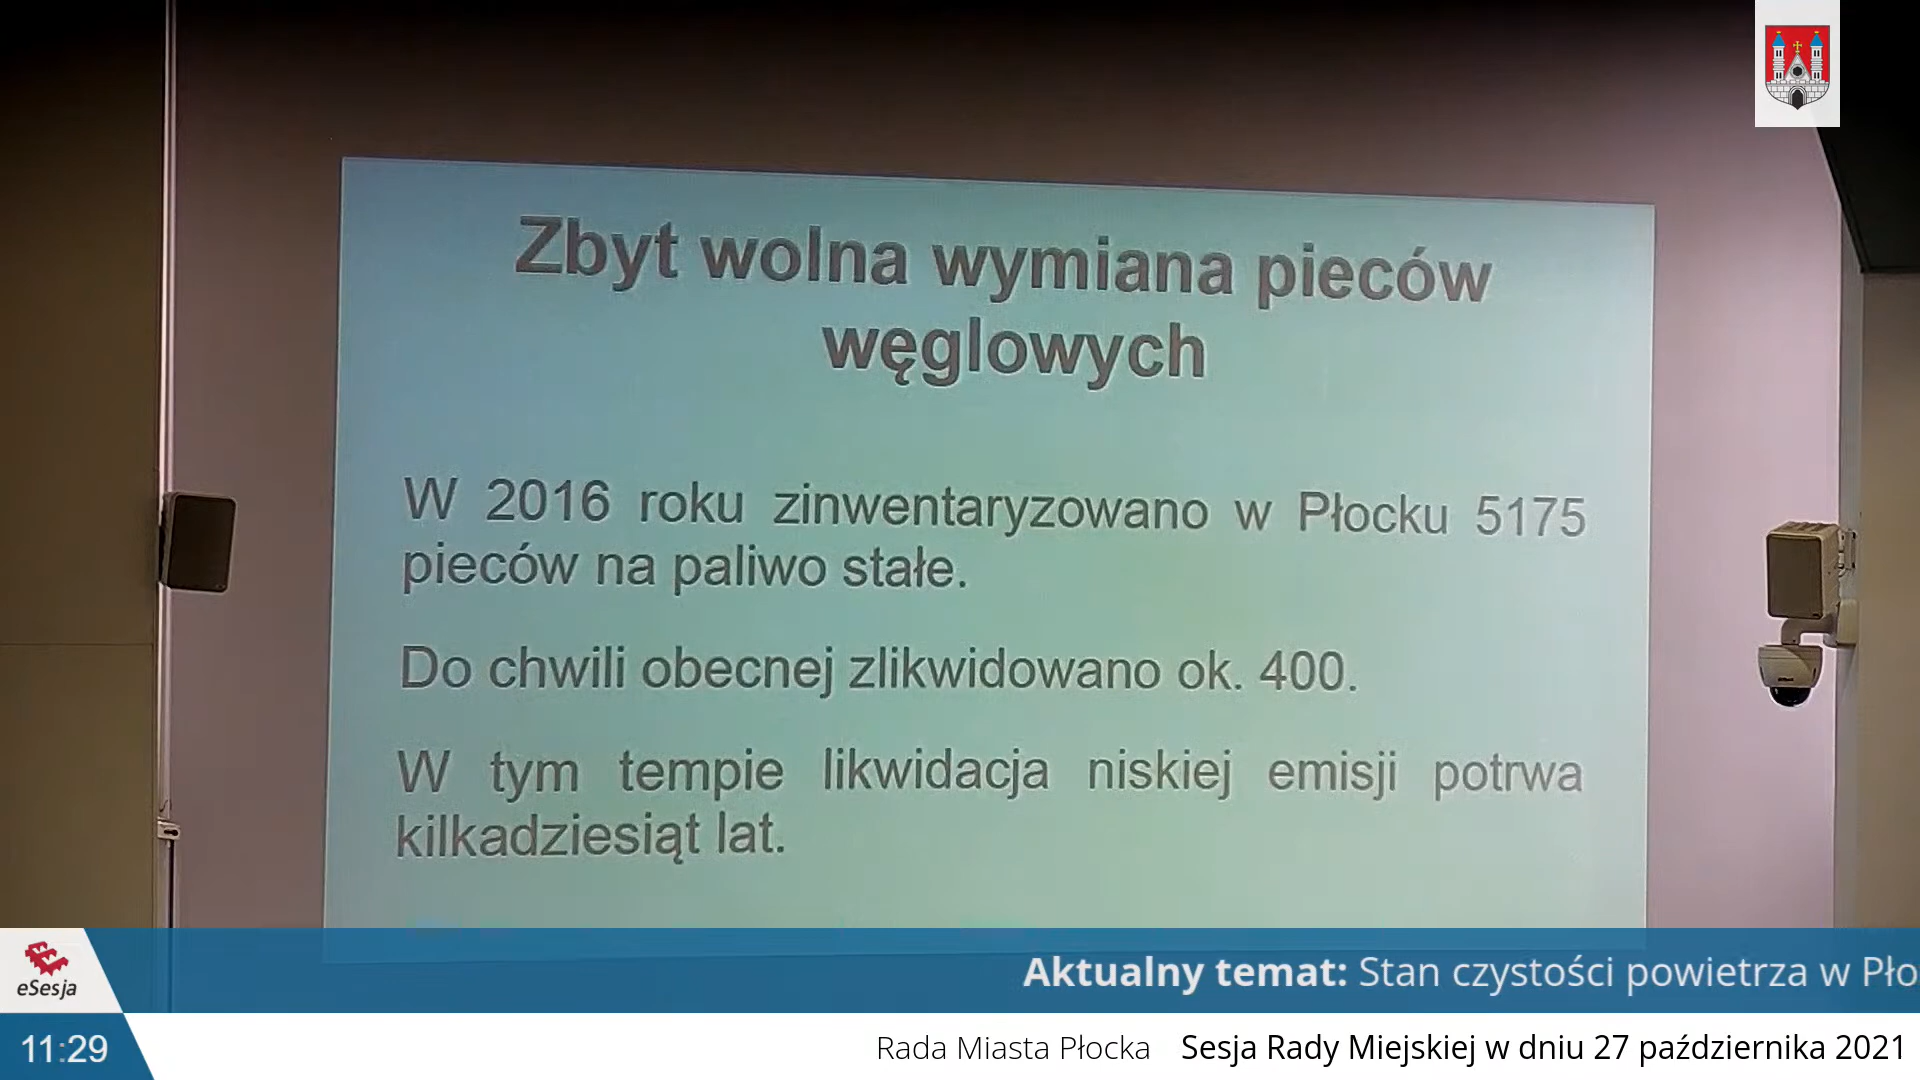 Zbyt wolna wymiana pieców
węglowych
W 2016 roku zinwentaryzowano w Płocku 5175
pieców na paliwo stałe.
Do chwili obecnej zlikwidowano ok. 400.
W tym tempie likwidacja niskiej emisji potrwa
kilkadziesiąt lat.
Aktualny temat: Stan czystości powietrza w Pło
eSesja
11:29
Rada Miasta Płocka Sesja Rady Miejskiej w dniu 27 października 2021